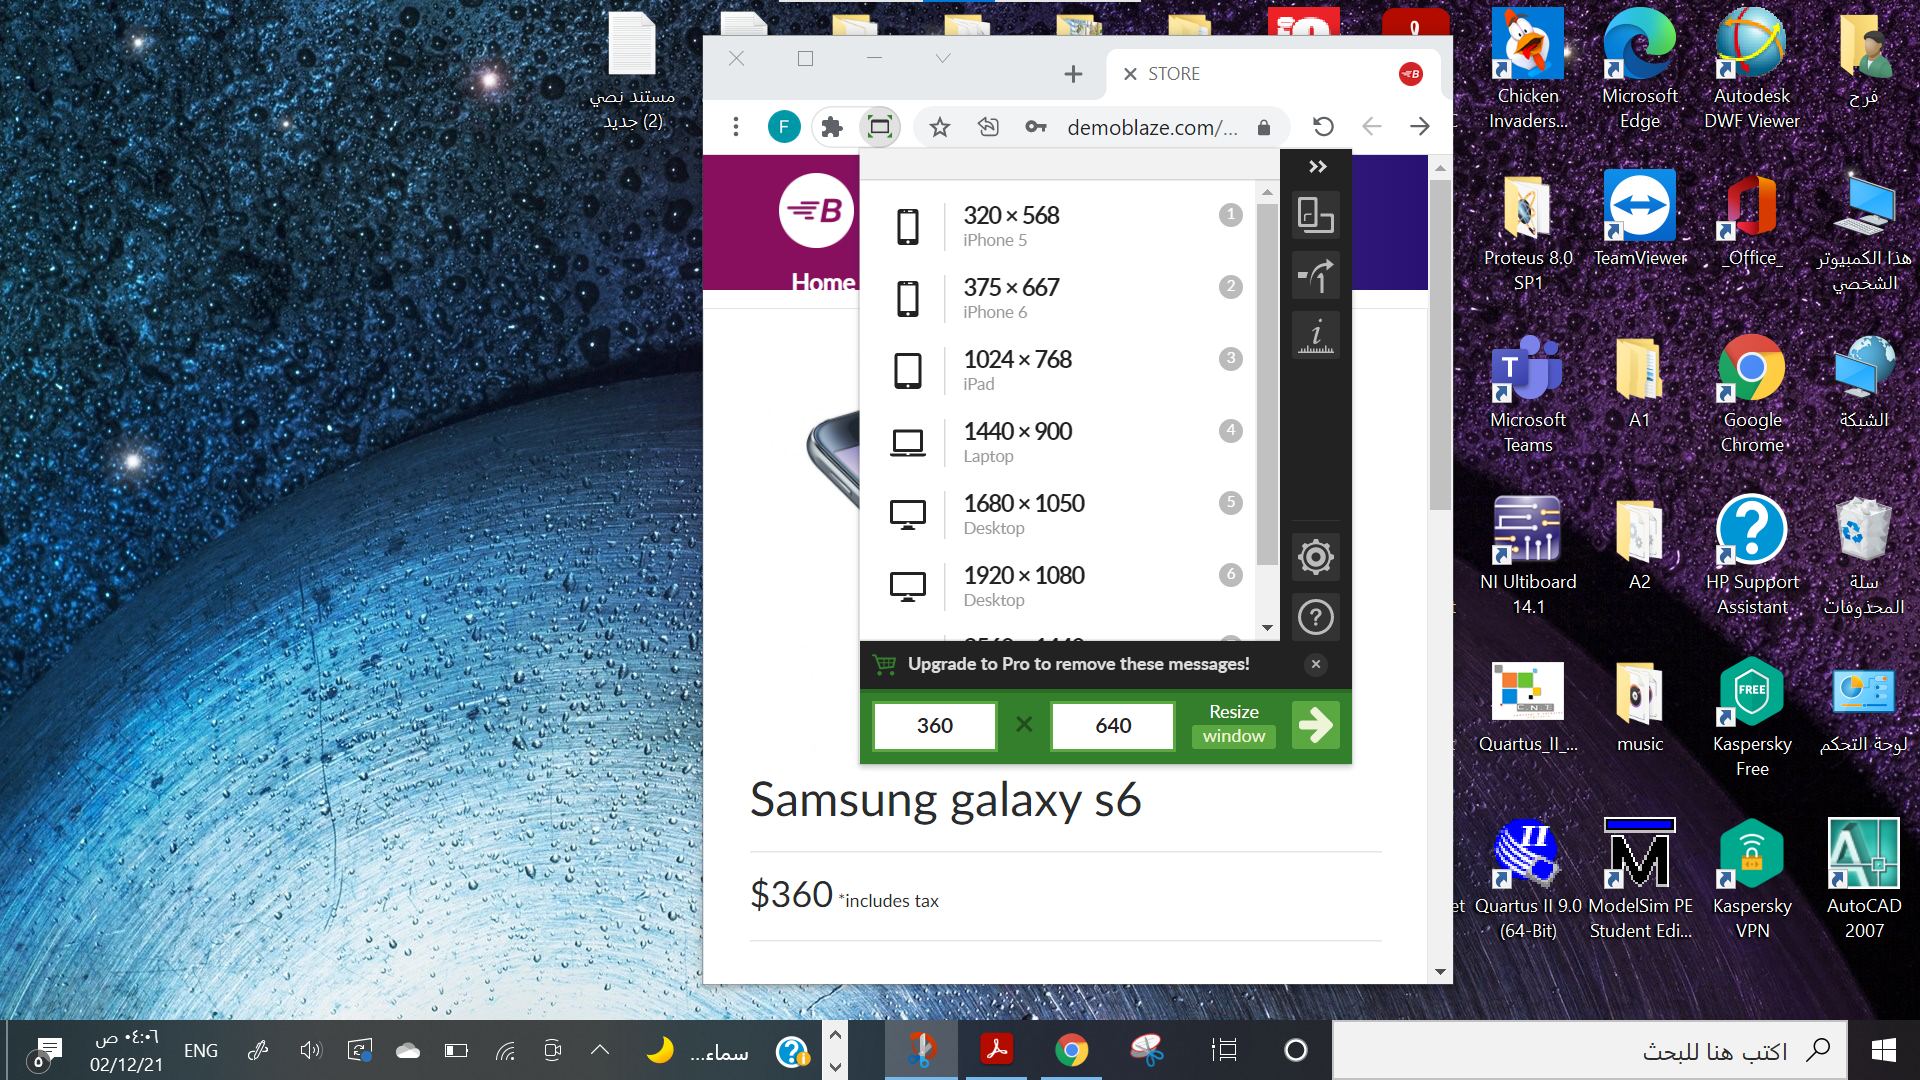 مستند نصي
جديد (2)
STORE
F
demoblaze.com/...
B
Home
320 × 568
iPhone 5
1
375 × 667
iPhone 6
2
1024 × 768
iPad
3
1440 × 900
Laptop
4
1680 × 1050
Desktop
5
1920 × 1080
Desktop
6
Upgrade to Pro to remove these messages!
360
640
Resize
window
Samsung galaxy s6
$360 *includes tax
Chicken
Invaders...
Microsoft
Edge
Autodesk
DWF Viewer
فرح
Proteus 8.0
SP1
TeamViewer
_Office_
هذا الكمبيوتر
الشخصي
Microsoft
Teams
A1
Google
Chrome
الشبكة
NI Ultiboard
14.1
A2
HP Support
Assistant
سلة
المحذوفات
C.N.T.
FREE
Quartus_II_...
music
Kaspersky
Free
لوحة التحكم
Quartus II 9.0
(64-Bit)
ModelSim PE
Student Edi...
Kaspersky
VPN
AutoCAD
2007
٠٤:٠٦ ص
02/12/21
ENG
سماء...
اكتب هنا للبحث